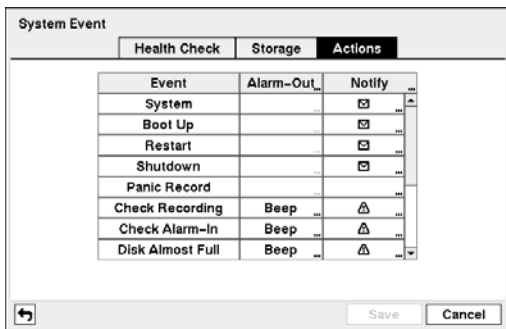 System Event
Health Check Storage Actions
Event Alarm-Out... Notify ...
System ... ...
Boot Up ... ...
Restart ... ...
Shutdown ... ...
Panic Record ... ...
Check Recording Beep ... ...
Check Alarm-In Beep ... ...
Disk Almost Full Beep ... ...
Save Cancel